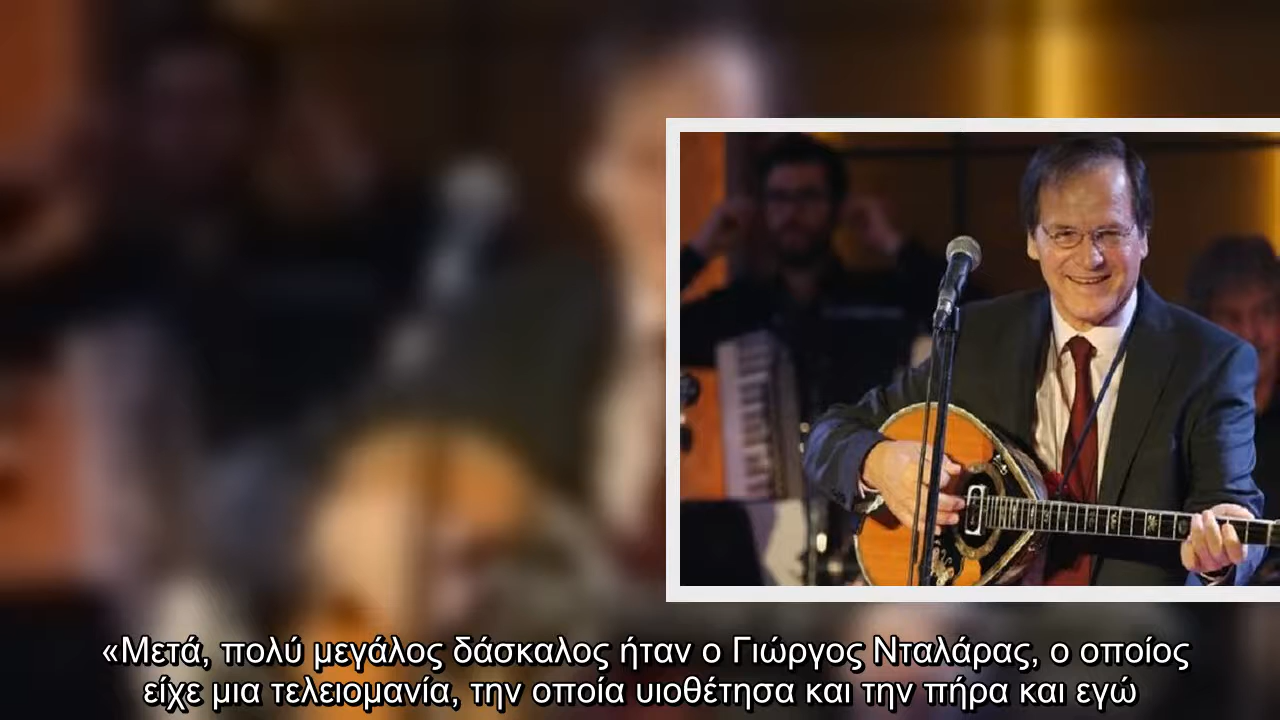 «Μετά, πολύ μεγάλος δάσκαλος ήταν ο Γιώργος Νταλάρας, ο οποίος
είχε μια τελειομανία, την οποία υιοθέτησα και την πήρα και εγώ